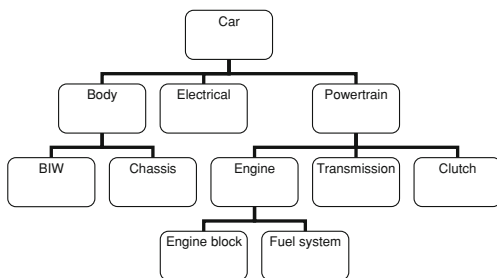 Car
Body
Electrical
Powertrain
BIW
Chassis
Engine
Transmission
Clutch
Engine block
Fuel system